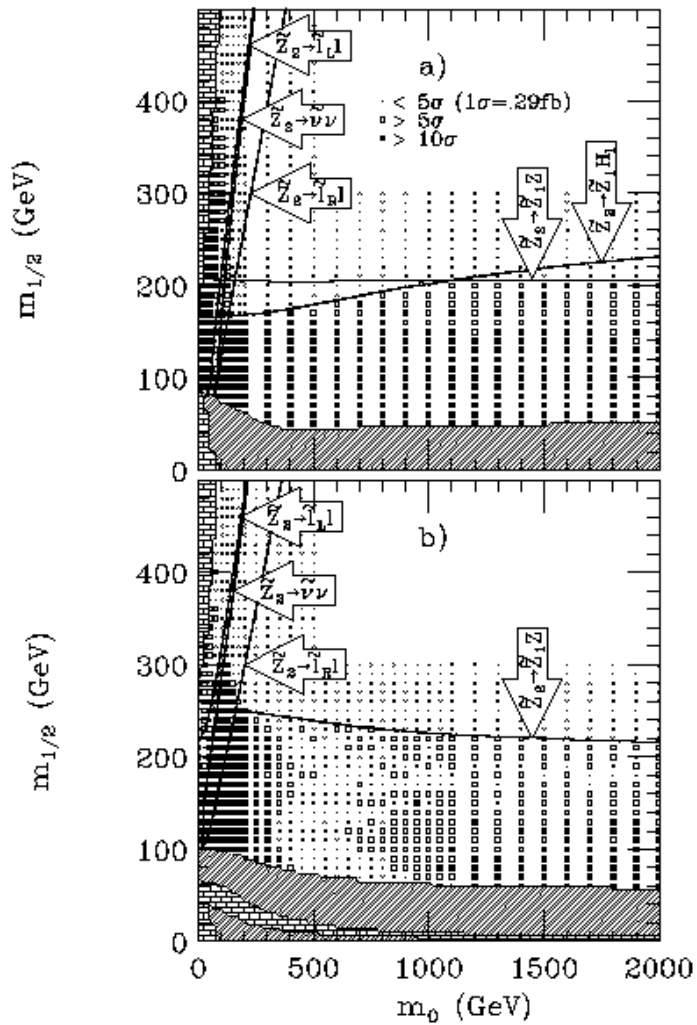 Z̃₂→l̃_L l
a)
400
· < 5σ (1σ=.29fb)
□ > 5σ
■ > 10σ
Z̃₂→ν̃ν
Z̃₂→l̃_R l
Z̃₂→Z̃₁Z
Z̃₂→Z̃₁H_l
300
200
100
0
m₁/₂ (GeV)
Z̃₂→l̃_L l
b)
400
Z̃₂→ν̃ν
Z̃₂→l̃_R l
Z̃₂→Z̃₁Z
300
200
100
0
m₁/₂ (GeV)
0 500 1000 1500 2000
m₀ (GeV)